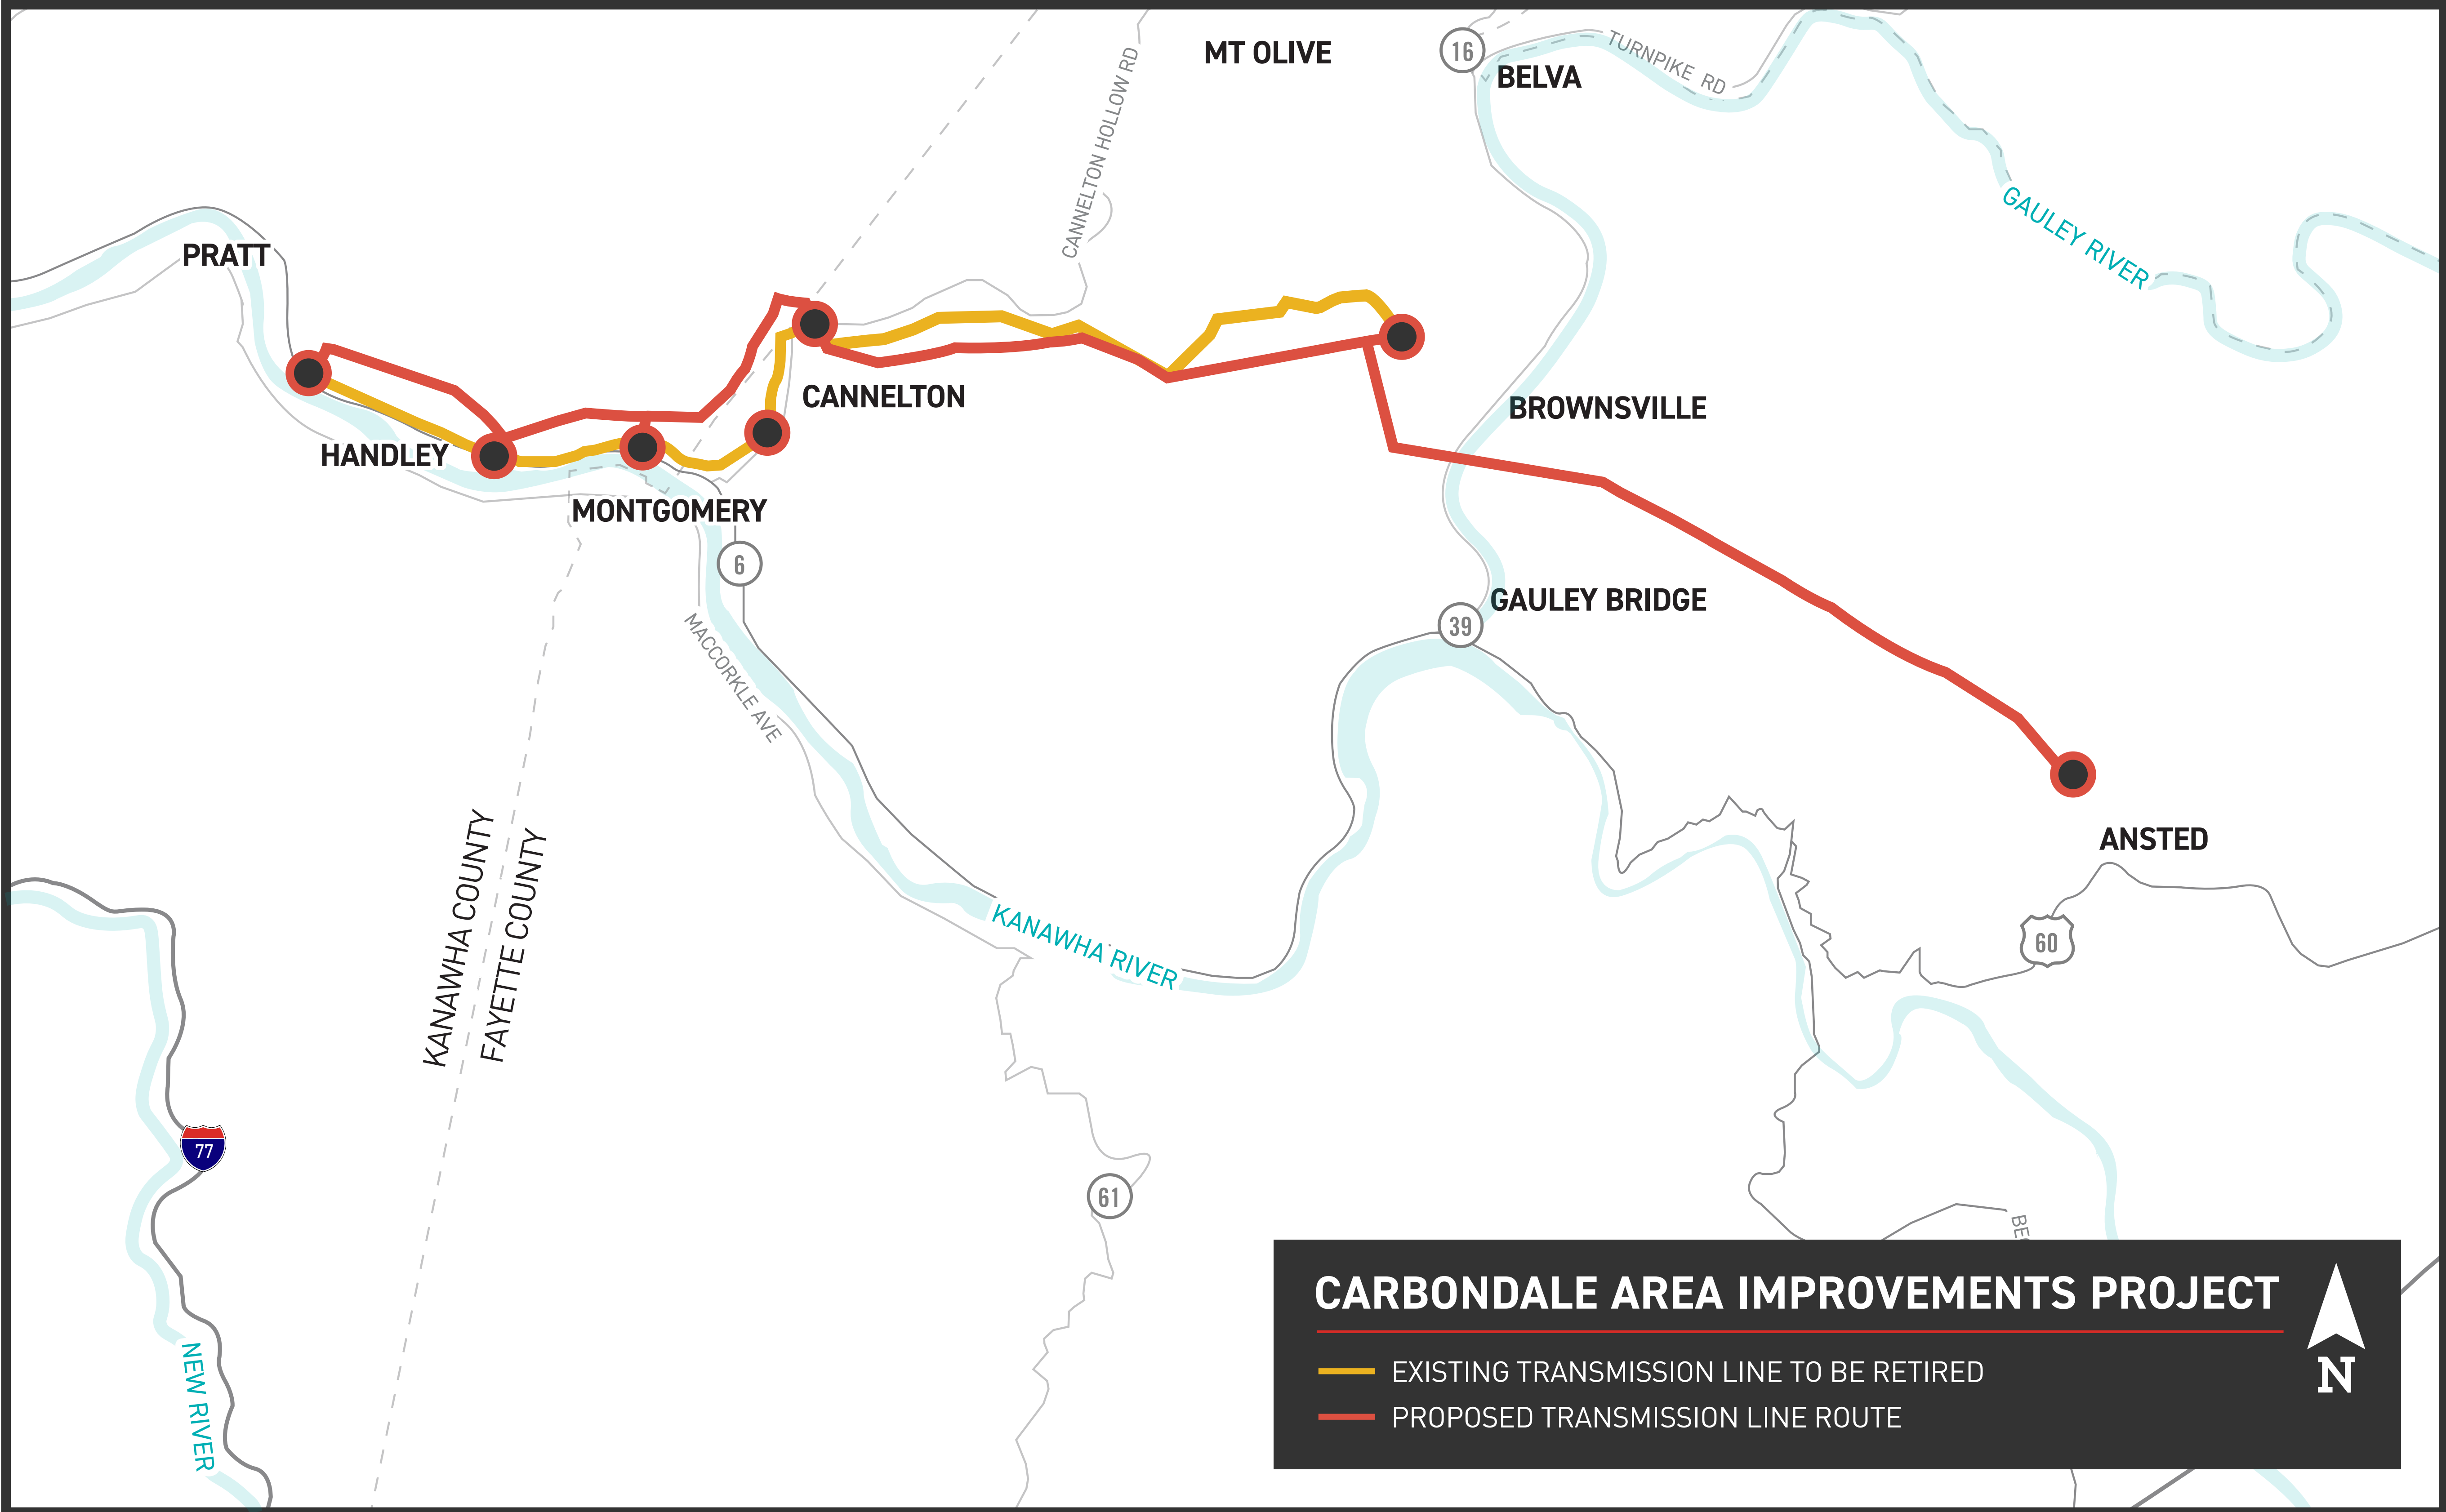 MT OLIVE
16
BELVA
TURNPIKE RD
CANNELTON HOLLOW RD
GAULEY RIVER
PRATT
CANNELTON
BROWNSVILLE
HANDLEY
MONTGOMERY
6
GAULEY BRIDGE
39
MACCORKLE AVE
ANSTED
KANAWHA COUNTY
FAYETTE COUNTY
KANAWHA RIVER
60
77
61
NEW RIVER
CARBONDALE AREA IMPROVEMENTS PROJECT
EXISTING TRANSMISSION LINE TO BE RETIRED
PROPOSED TRANSMISSION LINE ROUTE
N